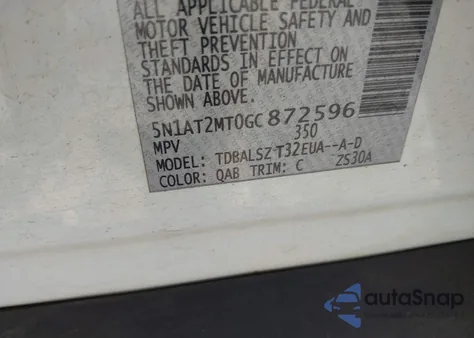 ALL APPLICABLE FEDERAL
MOTOR VEHICLE SAFETY AND
THEFT PREVENTION
STANDARDS IN EFFECT ON
THE DATE OF MANUFACTURE
SHOWN ABOVE.
5N1AT2MT0GC872596
MPV 350
MODEL: TDBALSZ T32EUA--A-D
COLOR: QAB TRIM: C ZS30A
autoSnap